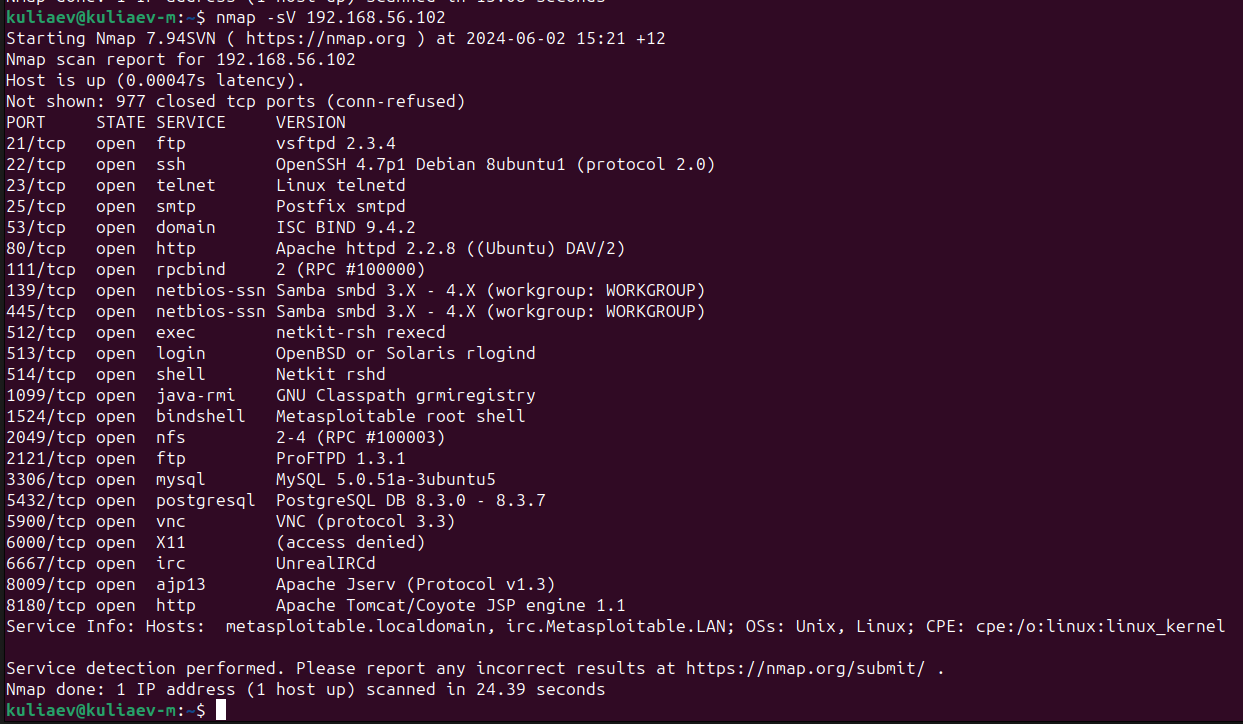 Nmap done: 1 IP address (1 host up) scanned in 13.08 seconds
kuliaev@kuliaev-m:~$ nmap -sV 192.168.56.102
Starting Nmap 7.94SVN ( https://nmap.org ) at 2024-06-02 15:21 +12
Nmap scan report for 192.168.56.102
Host is up (0.00047s latency).
Not shown: 977 closed tcp ports (conn-refused)
PORT     STATE SERVICE     VERSION
21/tcp   open  ftp         vsftpd 2.3.4
22/tcp   open  ssh         OpenSSH 4.7p1 Debian 8ubuntu1 (protocol 2.0)
23/tcp   open  telnet      Linux telnetd
25/tcp   open  smtp        Postfix smtpd
53/tcp   open  domain      ISC BIND 9.4.2
80/tcp   open  http        Apache httpd 2.2.8 ((Ubuntu) DAV/2)
111/tcp  open  rpcbind     2 (RPC #100000)
139/tcp  open  netbios-ssn Samba smbd 3.X - 4.X (workgroup: WORKGROUP)
445/tcp  open  netbios-ssn Samba smbd 3.X - 4.X (workgroup: WORKGROUP)
512/tcp  open  exec        netkit-rsh rexecd
513/tcp  open  login       OpenBSD or Solaris rlogind
514/tcp  open  shell       Netkit rshd
1099/tcp open  java-rmi    GNU Classpath grmiregistry
1524/tcp open  bindshell   Metasploitable root shell
2049/tcp open  nfs         2-4 (RPC #100003)
2121/tcp open  ftp         ProFTPD 1.3.1
3306/tcp open  mysql       MySQL 5.0.51a-3ubuntu5
5432/tcp open  postgresql  PostgreSQL DB 8.3.0 - 8.3.7
5900/tcp open  vnc         VNC (protocol 3.3)
6000/tcp open  X11         (access denied)
6667/tcp open  irc         UnrealIRCd
8009/tcp open  ajp13       Apache Jserv (Protocol v1.3)
8180/tcp open  http        Apache Tomcat/Coyote JSP engine 1.1
Service Info: Hosts:  metasploitable.localdomain, irc.Metasploitable.LAN; OSs: Unix, Linux; CPE: cpe:/o:linux:linux_kernel

Service detection performed. Please report any incorrect results at https://nmap.org/submit/ .
Nmap done: 1 IP address (1 host up) scanned in 24.39 seconds
kuliaev@kuliaev-m:~$